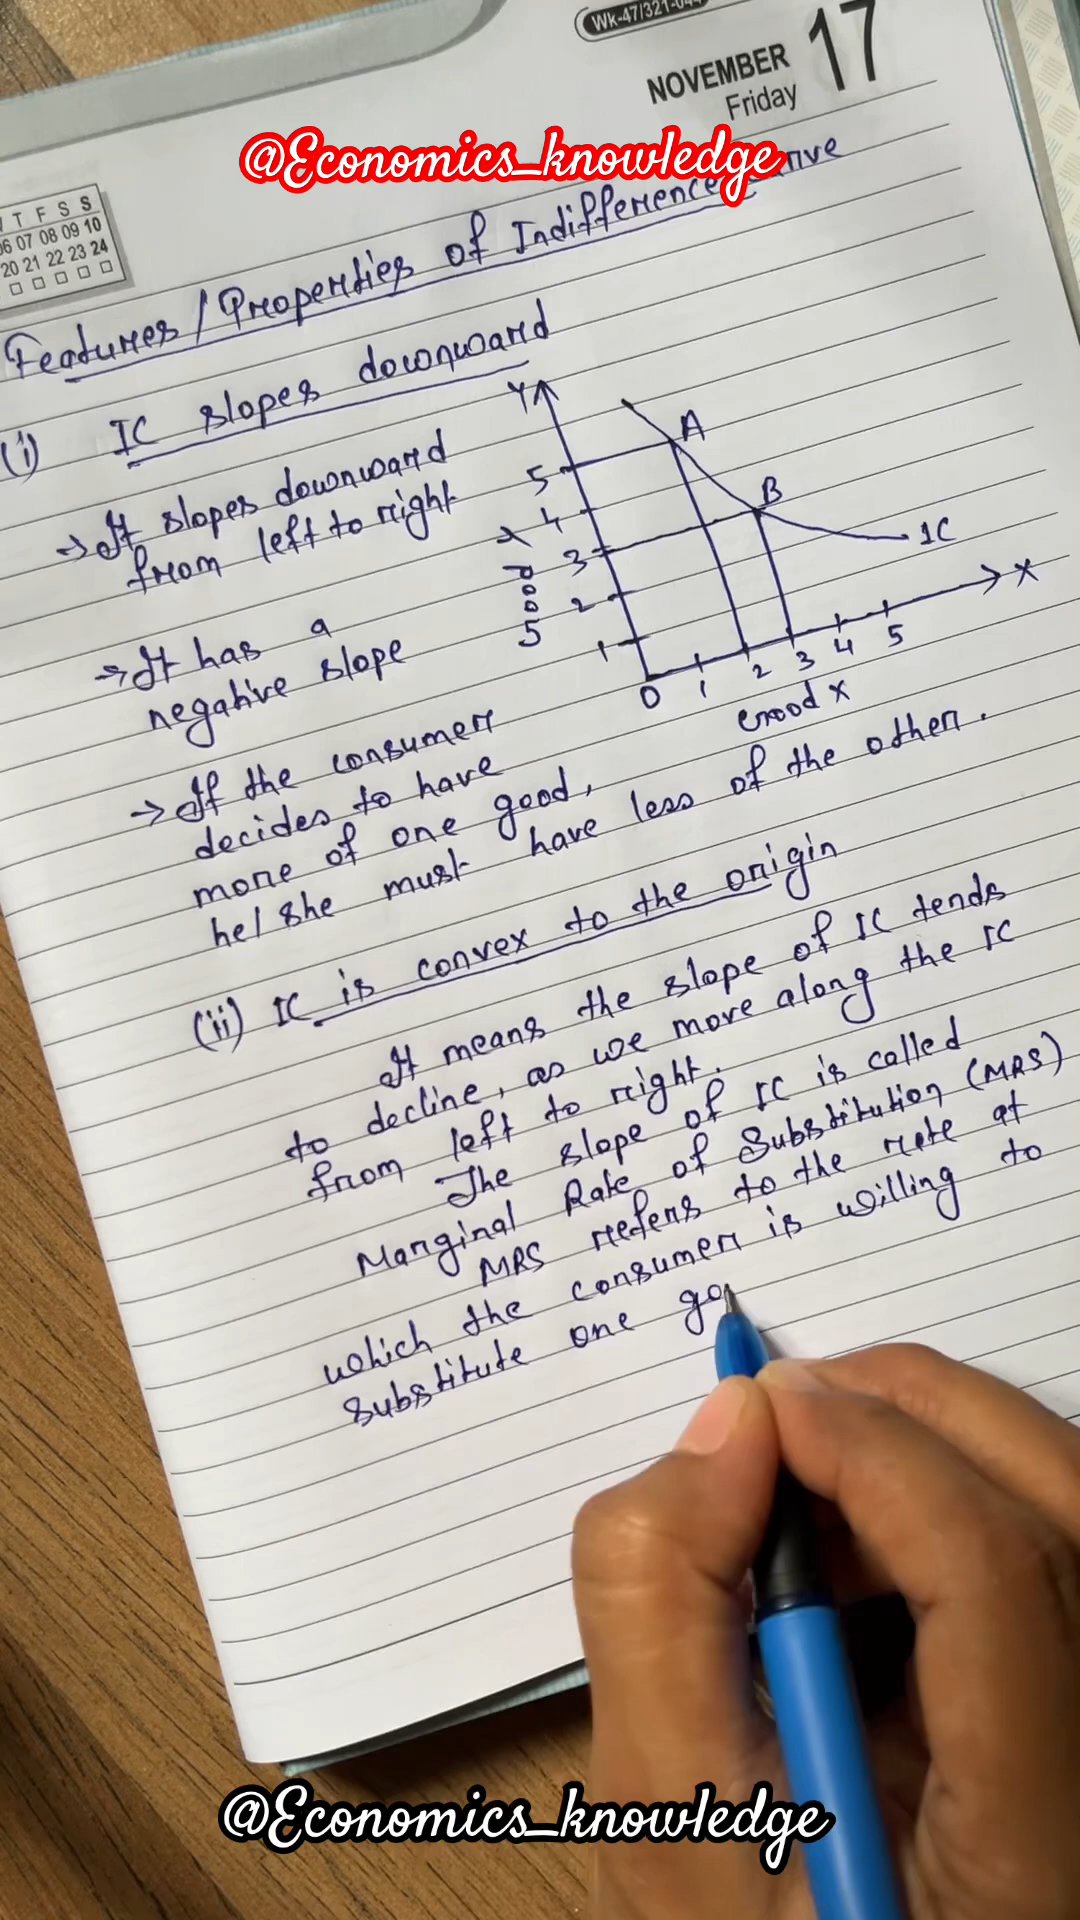 Wk-47/321-044
NOVEMBER 17
Friday
@Economics_knowledge
T F S S
06 07 08 09 10
20 21 22 23 24
Features/Properties of Indifference
(i) IC slopes downward
→ It slopes downward
from left to right
→ It has a
negative slope
→ If the consumer
decides to have
more of one good,
he/she must have less of the other.
Y
5
4
3
2
1
0
1 2 3 4 5
X
A
B
IC
Good Y
Good X
(ii) IC is convex to the origin
It means the slope of IC tends
to decline, as we more along the IC
from left to right.
The slope of IC is called
Marginal Rate of Substitution (MRS)
MRS refers to the rate at
which the consumer is willing to
substitute one go
@Economics_knowledge